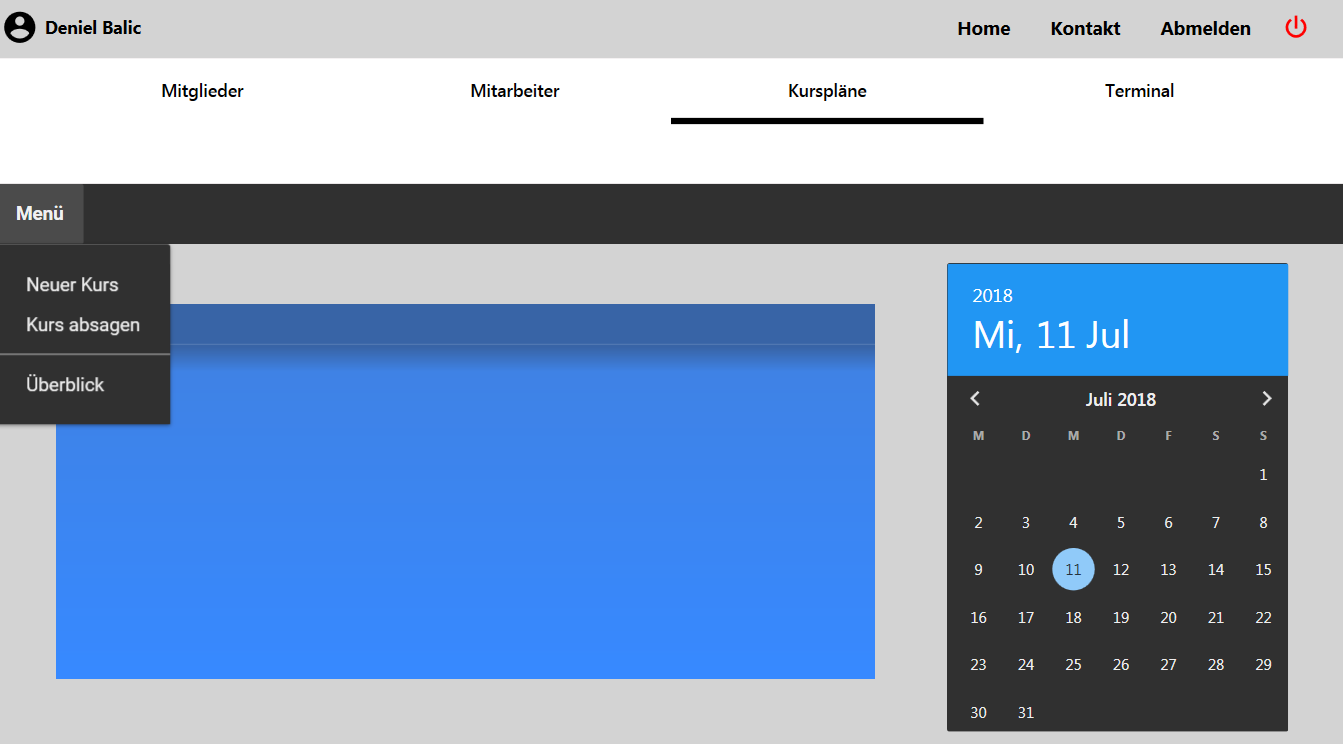 Deniel Balic
Home Kontakt Abmelden
Mitglieder Mitarbeiter Kurspläne Terminal
Menü
Neuer Kurs
Kurs absagen
Überblick
2018
Mi, 11 Jul
Juli 2018
M D M D F S S
1
2 3 4 5 6 7 8
9 10 11 12 13 14 15
16 17 18 19 20 21 22
23 24 25 26 27 28 29
30 31